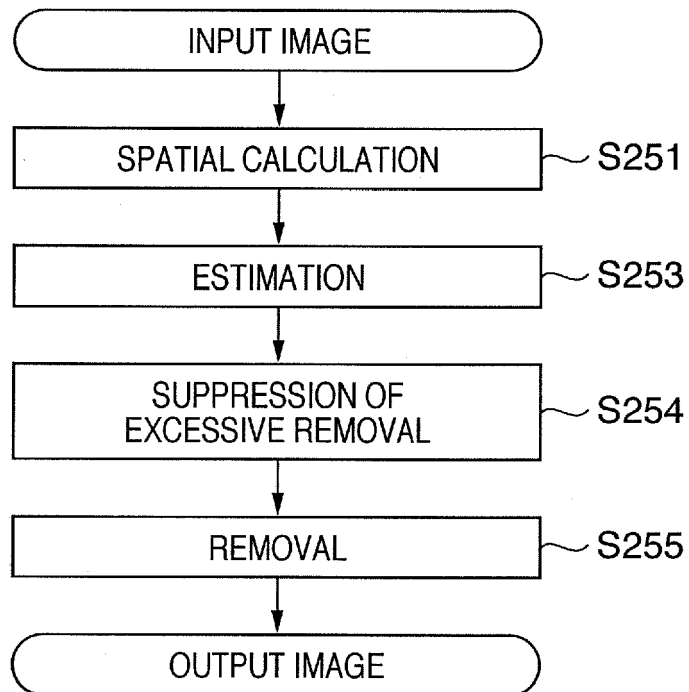 INPUT IMAGE
SPATIAL CALCULATION
S251
ESTIMATION
S253
SUPPRESSION OF
EXCESSIVE REMOVAL
S254
REMOVAL
S255
OUTPUT IMAGE